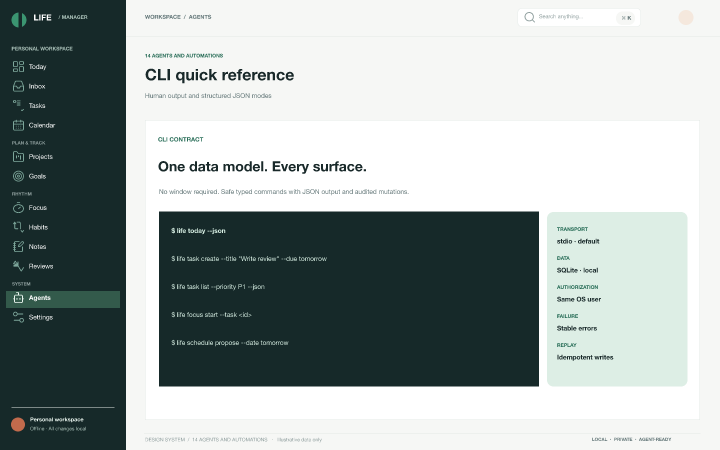 LIFE / MANAGER
PERSONAL WORKSPACE
Today
Inbox
Tasks
Calendar
PLAN & TRACK
Projects
Goals
RHYTHM
Focus
Habits
Notes
Reviews
SYSTEM
Agents
Settings
Personal workspace
Offline · All changes local
WORKSPACE / AGENTS
Search anything...
⌘ K
14 AGENTS AND AUTOMATIONS
CLI quick reference
Human output and structured JSON modes
CLI CONTRACT
One data model. Every surface.
No window required. Safe typed commands with JSON output and audited mutations.
$ life today --json
$ life task create --title "Write review" --due tomorrow
$ life task list --priority P1 --json
$ life focus start --task <id>
$ life schedule propose --date tomorrow
TRANSPORT
stdio · default
DATA
SQLite · local
AUTHORIZATION
Same OS user
FAILURE
Stable errors
REPLAY
Idempotent writes
DESIGN SYSTEM / 14 AGENTS AND AUTOMATIONS · Illustrative data only
LOCAL · PRIVATE · AGENT-READY